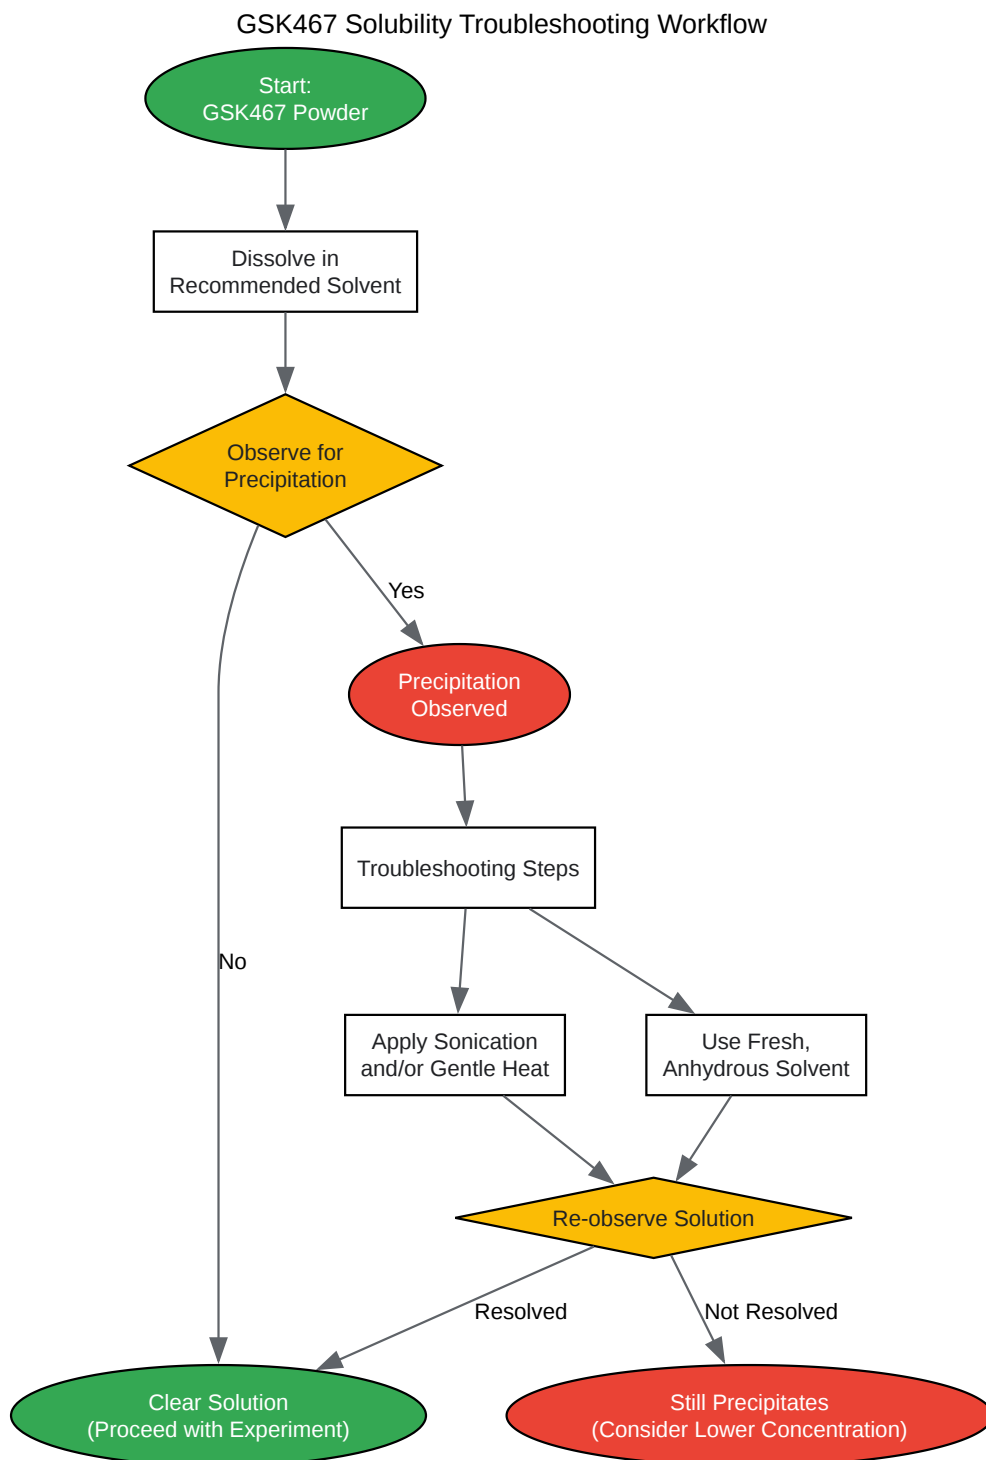 GSK467 Solubility Troubleshooting Workflow
Start:
GSK467 Powder
Dissolve in
Recommended Solvent
Observe for
Precipitation
Yes
Precipitation
Observed
Troubleshooting Steps
No
Apply Sonication
and/or Gentle Heat
Use Fresh,
Anhydrous Solvent
Re-observe Solution
Resolved
Not Resolved
Clear Solution
(Proceed with Experiment)
Still Precipitates
(Consider Lower Concentration)